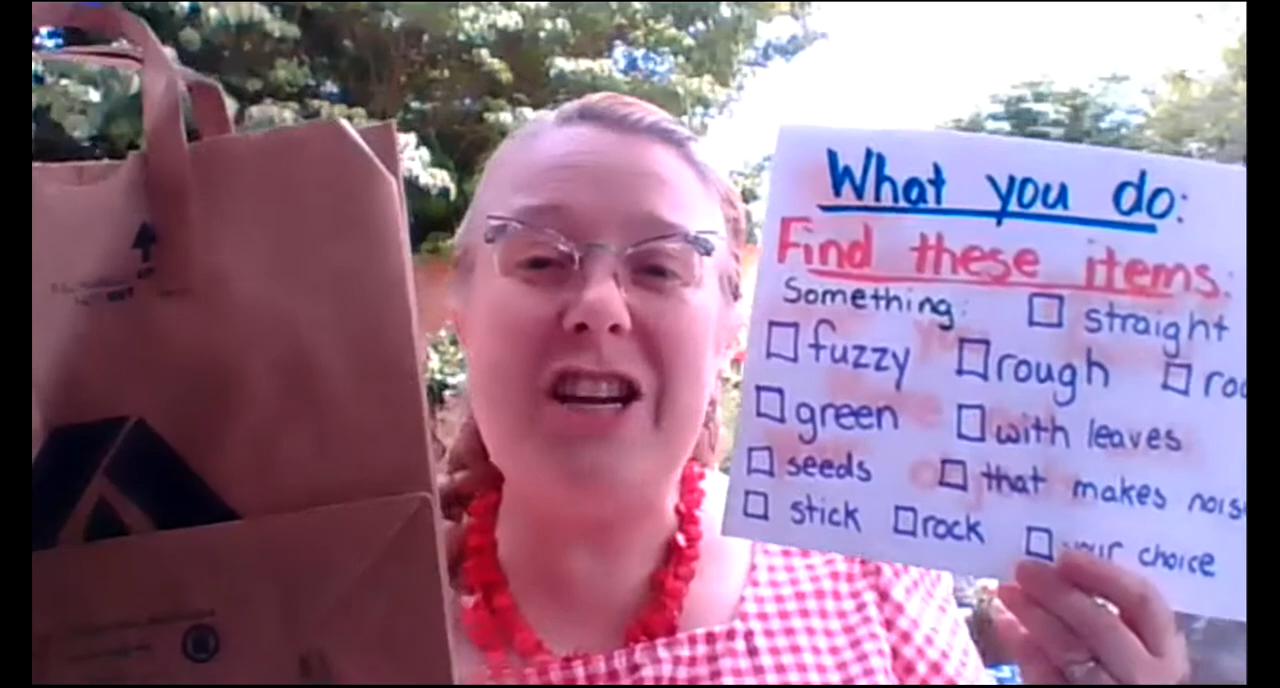 What you do:
Find these items:
Something: □ straight
□ fuzzy □ rough □
□ green □ with leaves
□ seeds □ that makes
□ stick □ rock □ choice